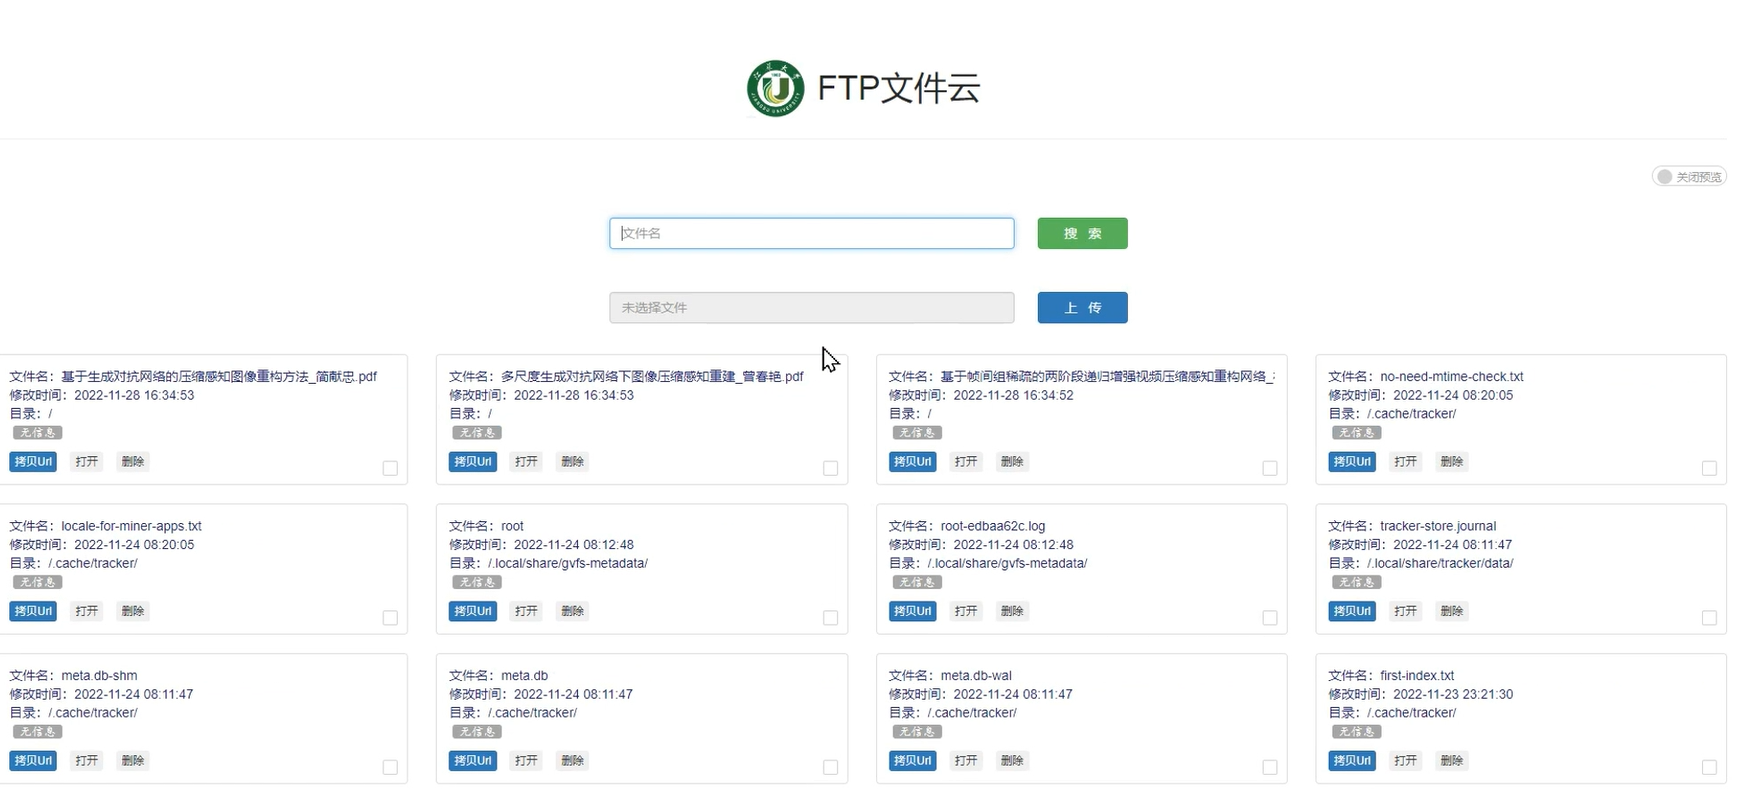 FTP文件云
关闭预览
文件名
搜 索
未选择文件
上 传
文件名：基于生成对抗网络的压缩感知图像重构方法_简献忠.pdf
修改时间：2022-11-28 16:34:53
目录：/
无信息
拷贝Url 打开 删除
文件名：多尺度生成对抗网络下图像压缩感知重建_曾春艳.pdf
修改时间：2022-11-28 16:34:53
目录：/
无信息
拷贝Url 打开 删除
文件名：基于帧间组稀疏的两阶段递归增强视频压缩感知重构网络_
修改时间：2022-11-28 16:34:52
目录：/
无信息
拷贝Url 打开 删除
文件名：no-need-mtime-check.txt
修改时间：2022-11-24 08:20:05
目录：/.cache/tracker/
无信息
拷贝Url 打开 删除
文件名：locale-for-miner-apps.txt
修改时间：2022-11-24 08:20:05
目录：/.cache/tracker/
无信息
拷贝Url 打开 删除
文件名：root
修改时间：2022-11-24 08:12:48
目录：/.local/share/gvfs-metadata/
无信息
拷贝Url 打开 删除
文件名：root-edbaa62c.log
修改时间：2022-11-24 08:12:48
目录：/.local/share/gvfs-metadata/
无信息
拷贝Url 打开 删除
文件名：tracker-store.journal
修改时间：2022-11-24 08:11:47
目录：/.local/share/tracker/data/
无信息
拷贝Url 打开 删除
文件名：meta.db-shm
修改时间：2022-11-24 08:11:47
目录：/.cache/tracker/
无信息
拷贝Url 打开 删除
文件名：meta.db
修改时间：2022-11-24 08:11:47
目录：/.cache/tracker/
无信息
拷贝Url 打开 删除
文件名：meta.db-wal
修改时间：2022-11-24 08:11:47
目录：/.cache/tracker/
无信息
拷贝Url 打开 删除
文件名：first-index.txt
修改时间：2022-11-23 23:21:30
目录：/.cache/tracker/
无信息
拷贝Url 打开 删除